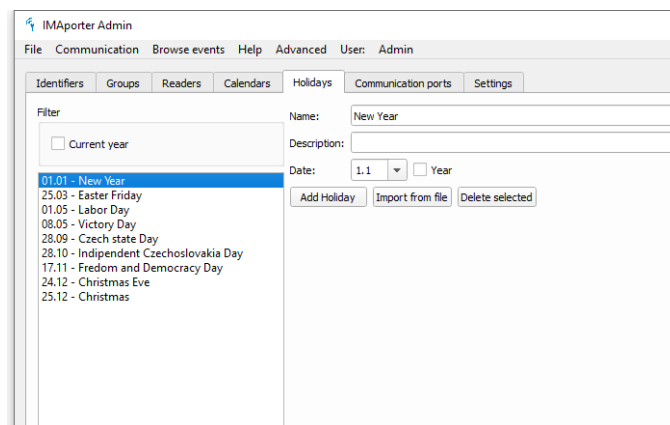 IMAporter Admin
File Communication Browse events Help Advanced User: Admin
Identifiers Groups Readers Calendars Holidays Communication ports Settings
Filter
Current year
01.01 - New Year
25.03 - Easter Friday
01.05 - Labor Day
08.05 - Victory Day
28.09 - Czech state Day
28.10 - Indipendent Czechoslovakia Day
17.11 - Fredom and Democracy Day
24.12 - Christmas Eve
25.12 - Christmas
Name: New Year
Description:
Date: 1.1 Year
Add Holiday Import from file Delete selected